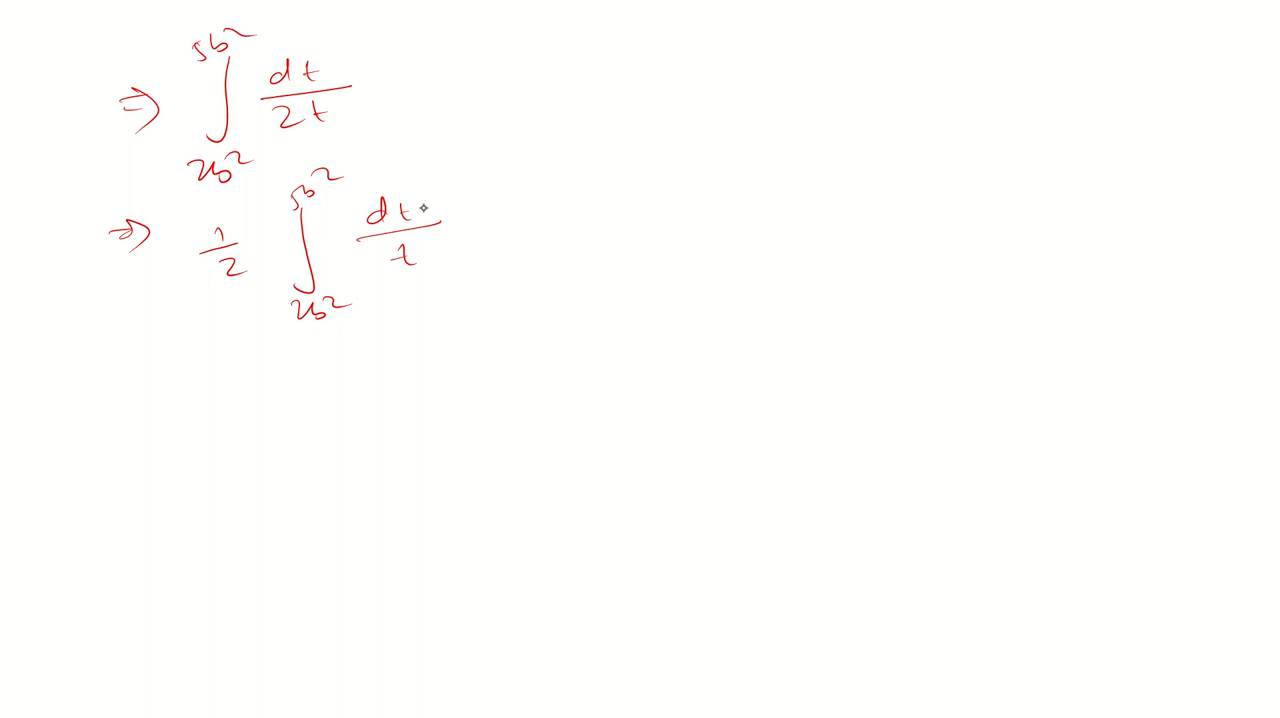 ⇒ ∫_{2b²}^{5b²} dt/2t
⇒ 1/2 ∫_{2b²}^{5b²} dt/t